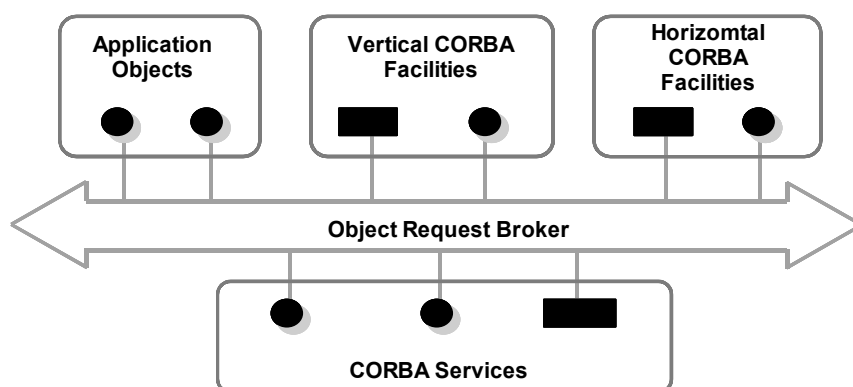 Application
Objects
Vertical CORBA
Facilities
Horizomtal
CORBA
Facilities
Object Request Broker
CORBA Services